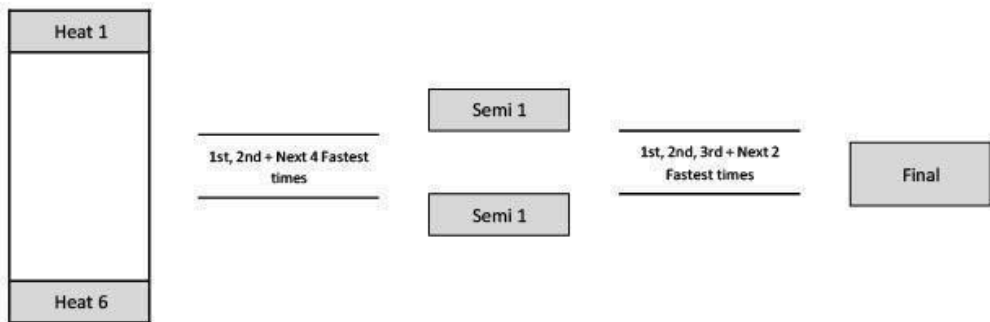 Heat 1
Heat 6
1st, 2nd + Next 4 Fastest
times
Semi 1
Semi 1
1st, 2nd, 3rd + Next 2
Fastest times
Final